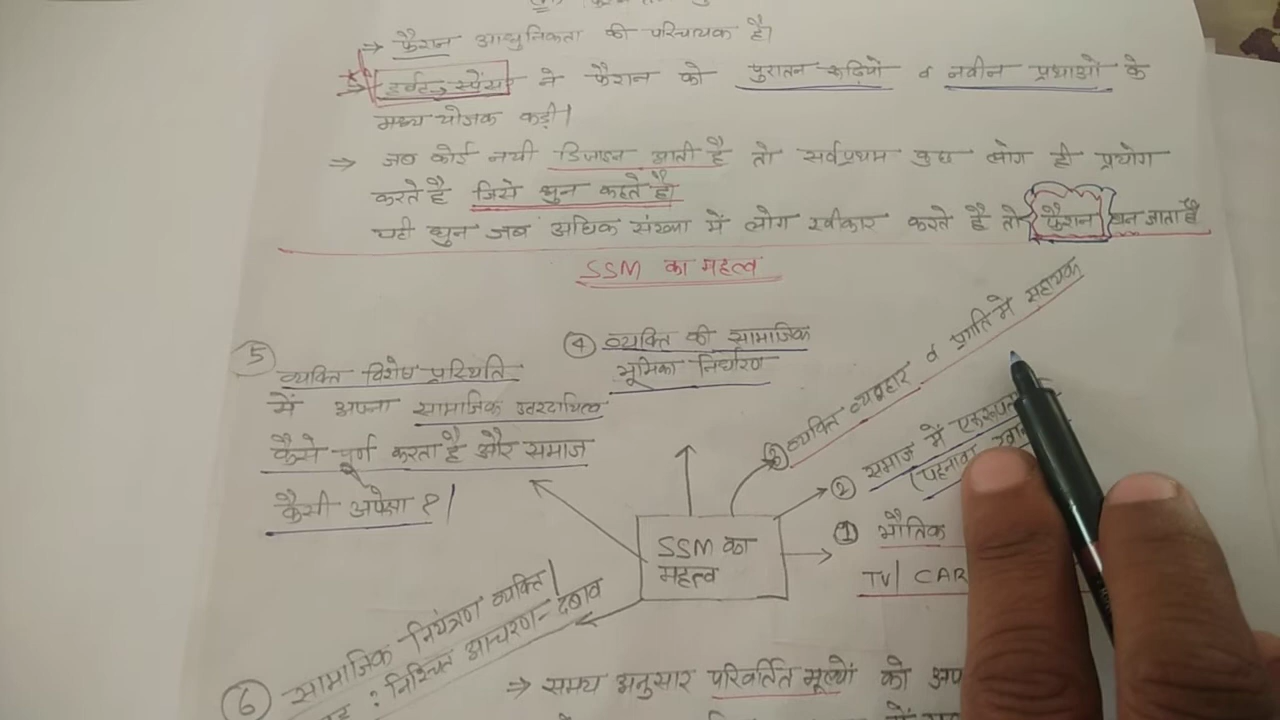 ⇒ फैशन आधुनिकता की परिचायक है।
⇒ हर्बर्ट स्पेंसर ने फैशन को पुरातन रूढ़ियों व नवीन प्रथाओं के
मध्य योजक कड़ी।
⇒ जब कोई नयी डिजाइन आती है तो सर्वप्रथम कुछ लोग ही प्रयोग
करते है जिसे धुन कहते है।
यही धुन जब अधिक संख्या में लोग स्वीकार करते है तो फैशन बन जाता है
SSM का महत्व
⑤ व्यक्ति विशेष परिस्थिति
में अपना सामाजिक उत्तरदायित्व
कैसे पूर्ण करता है और समाज
कैसी अपेक्षा ?/
④ व्यक्ति की सामाजिक
भूमिका निर्धारण
③ व्यक्ति व्यवहार व प्रगति में सहायक
② समाज में एकरूपता
(पहनावा
① भौतिक
TV/ CAR
SSM का
महत्व
⑥ सामाजिक नियंत्रण व्यक्ति/
: निश्चित आचरण- दबाव
⇒ समय अनुसार परिवर्तित मूल्यों को